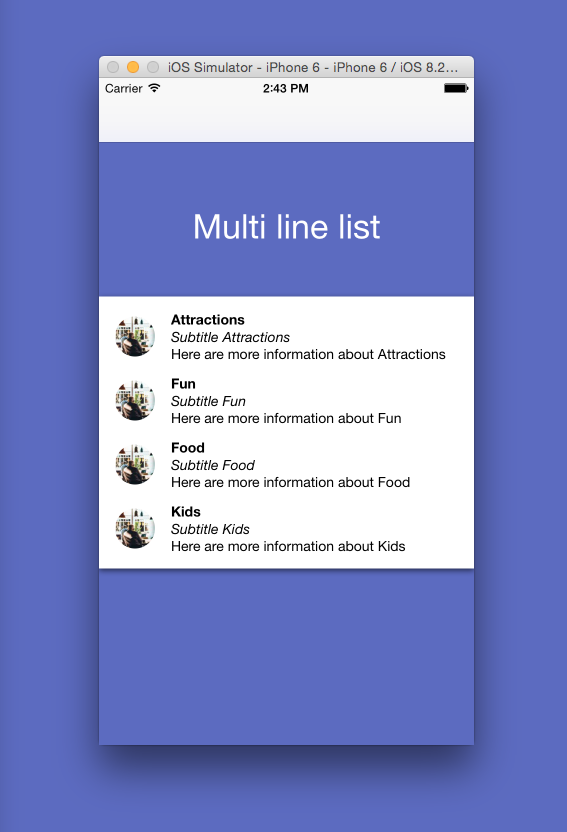 iOS Simulator - iPhone 6 - iPhone 6 / iOS 8.2…
Carrier 2:43 PM
Multi line list
Attractions
Subtitle Attractions
Here are more information about Attractions
Fun
Subtitle Fun
Here are more information about Fun
Food
Subtitle Food
Here are more information about Food
Kids
Subtitle Kids
Here are more information about Kids